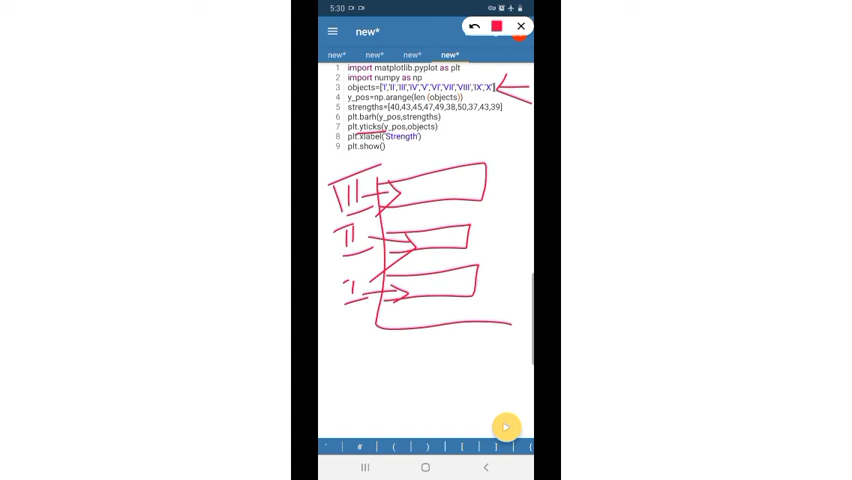 5:30
new*
new*
new*
new*
new*
1 import matplotlib.pyplot as plt
2 import numpy as np
3 objects=['I','II','III','IV','V','VI','VII','VIII','IX','X']
4 y_pos=np.arange(len (objects))
5 strengths=[40,43,45,47,49,38,50,37,43,39]
6 plt.barh(y_pos,strengths)
7 plt.yticks(y_pos,objects)
8 plt.xlabel('Strength')
9 plt.show()
III
II
I
' # ( ) [ ] {